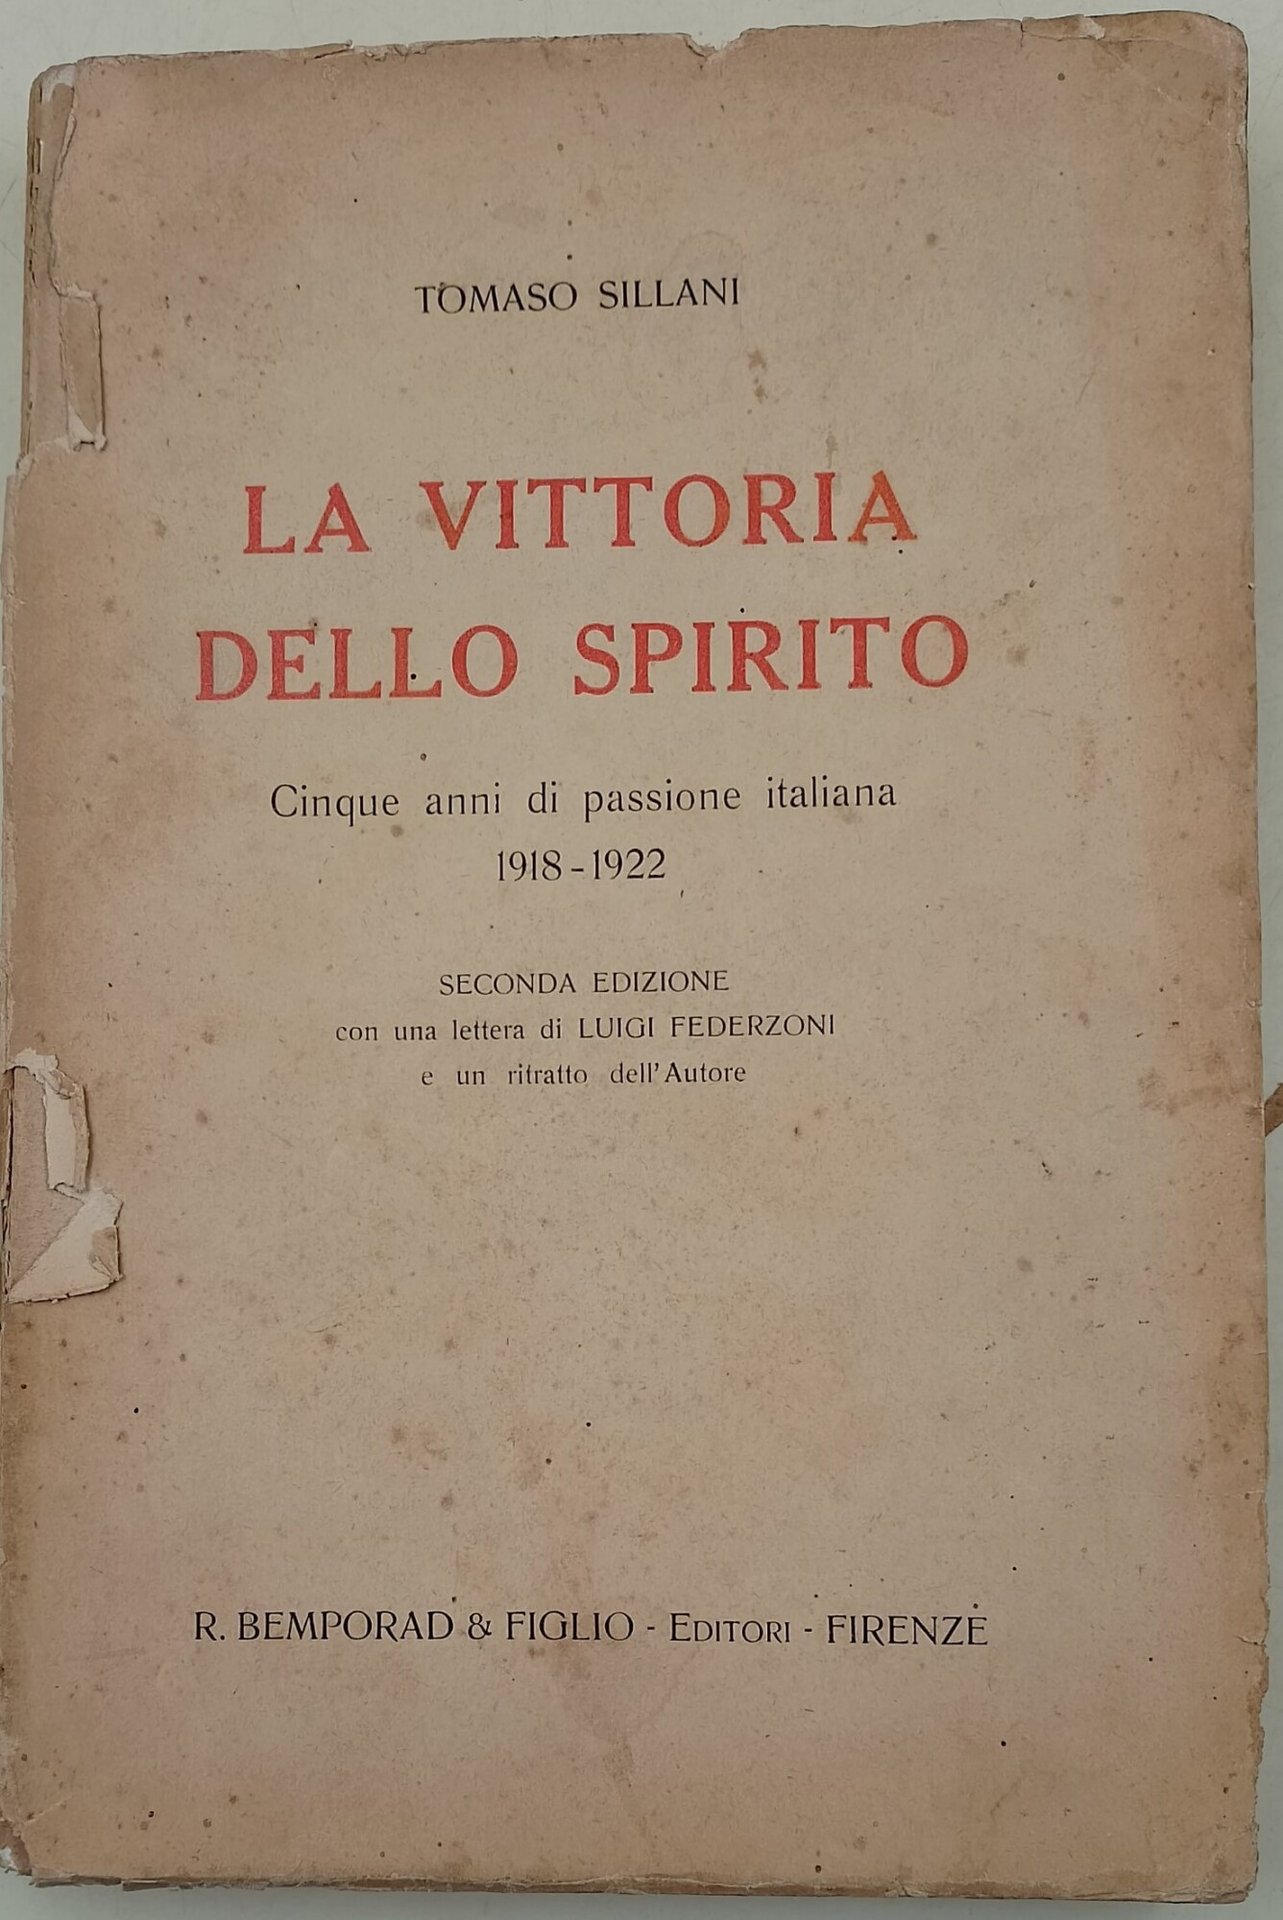 TOMASO SILLANI
LA VITTORIA
DELLO SPIRITO
Cinque anni di passione italiana
1918-1922
SECONDA EDIZIONE
con una lettera di LUIGI FEDERZONI
e un ritratto dell'Autore
R. BEMPORAD & FIGLIO - EDITORI - FIRENZE